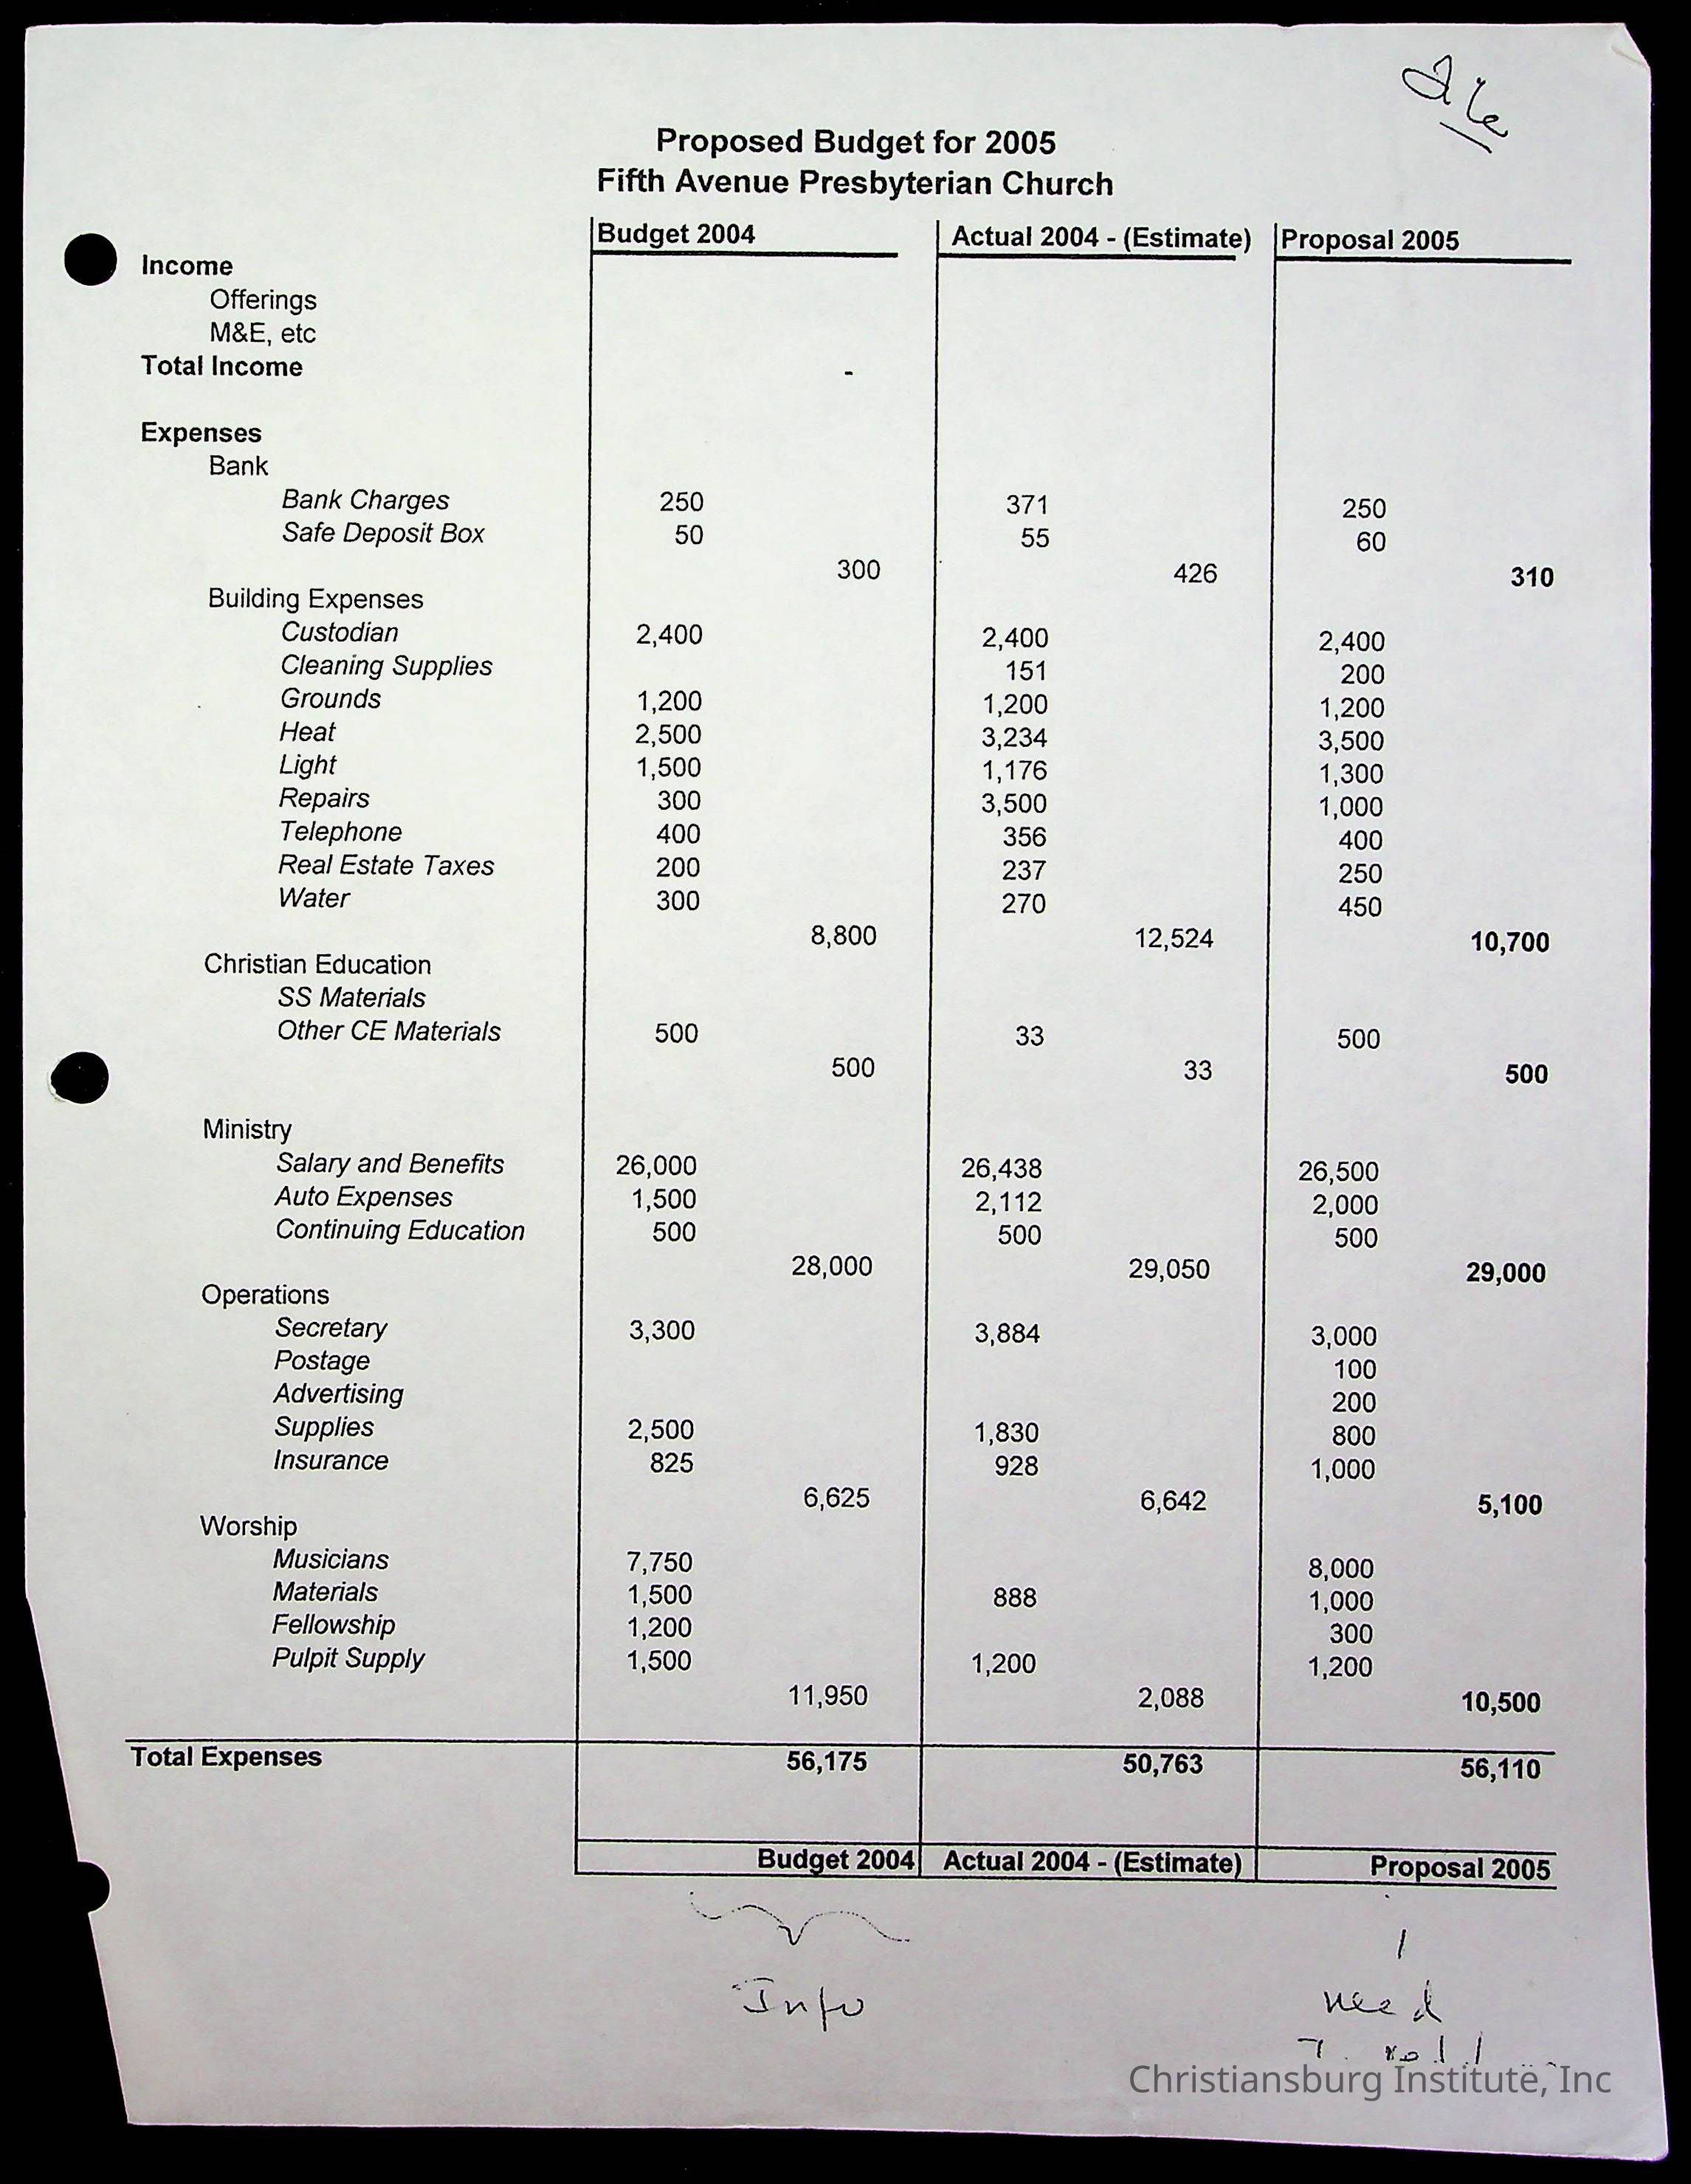 File
Proposed Budget for 2005
Fifth Avenue Presbyterian Church
Budget 2004 Actual 2004 - (Estimate) Proposal 2005
Income
Offerings
M&E, etc
Total Income -
Expenses
Bank
Bank Charges 250 371 250
Safe Deposit Box 50 55 60
300 426 310
Building Expenses
Custodian 2,400 2,400 2,400
Cleaning Supplies 151 200
Grounds 1,200 1,200 1,200
Heat 2,500 3,234 3,500
Light 1,500 1,176 1,300
Repairs 300 3,500 1,000
Telephone 400 356 400
Real Estate Taxes 200 237 250
Water 300 270 450
8,800 12,524 10,700
Christian Education
SS Materials
Other CE Materials 500 33 500
500 33 500
Ministry
Salary and Benefits 26,000 26,438 26,500
Auto Expenses 1,500 2,112 2,000
Continuing Education 500 500 500
28,000 29,050 29,000
Operations
Secretary 3,300 3,884 3,000
Postage 100
Advertising 200
Supplies 2,500 1,830 800
Insurance 825 928 1,000
6,625 6,642 5,100
Worship
Musicians 7,750 8,000
Materials 1,500 888 1,000
Fellowship 1,200 300
Pulpit Supply 1,500 1,200 1,200
11,950 2,088 10,500
Total Expenses 56,175 50,763 56,110
Budget 2004 Actual 2004 - (Estimate) Proposal 2005
Info need
Christiansburg Institute, Inc